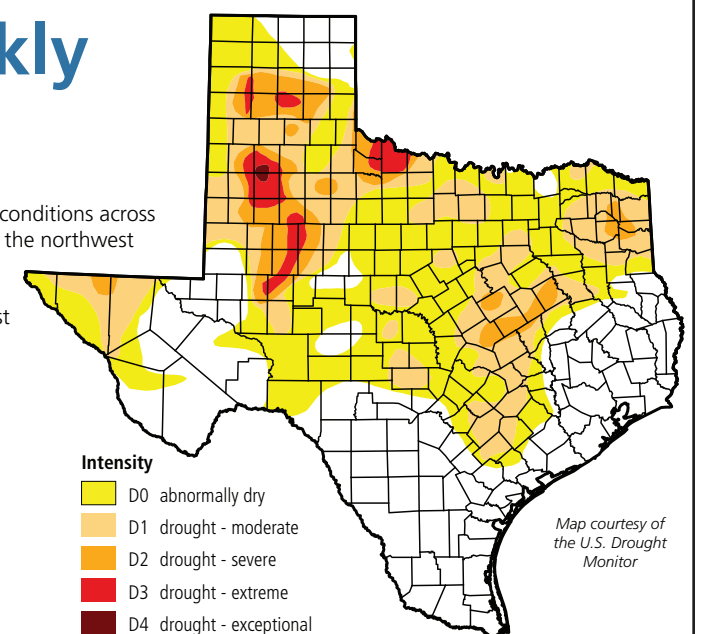 kly
conditions across
the northwest
st
Intensity
D0 abnormally dry
D1 drought - moderate
D2 drought - severe
D3 drought - extreme
D4 drought - exceptional
Map courtesy of
the U.S. Drought
Monitor